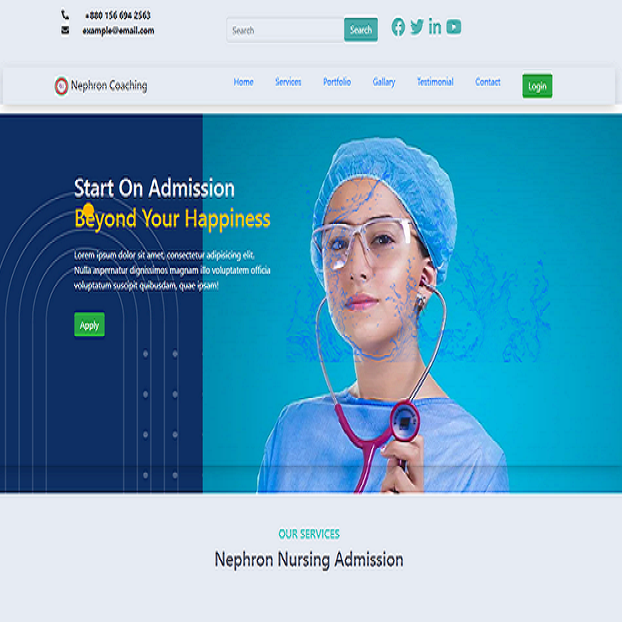 +880 156 694 2563
example@email.com
Search
Search
Nephron Coaching
Home
Services
Portfolio
Gallary
Testimonial
Contact
Login
Start On Admission
Beyond Your Happiness
Lorem ipsum dolor sit amet, consectetur adipisicing elit.
Nulla aspernatur dignissimos magnam illo voluptatem officia
voluptatum suscipit quibusdam, quae ipsam!
Apply
OUR SERVICES
Nephron Nursing Admission